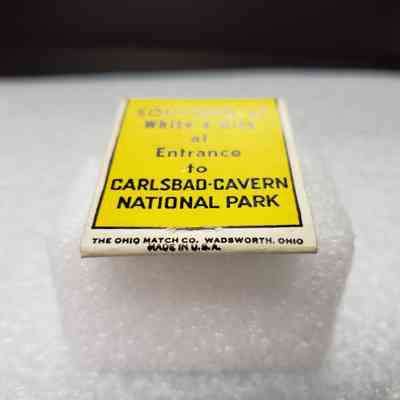 White's City
at
Entrance
to
CARLSBAD-CAVERN
NATIONAL PARK
THE OHIO MATCH CO. WADSWORTH, OHIO
MADE IN U.S.A.